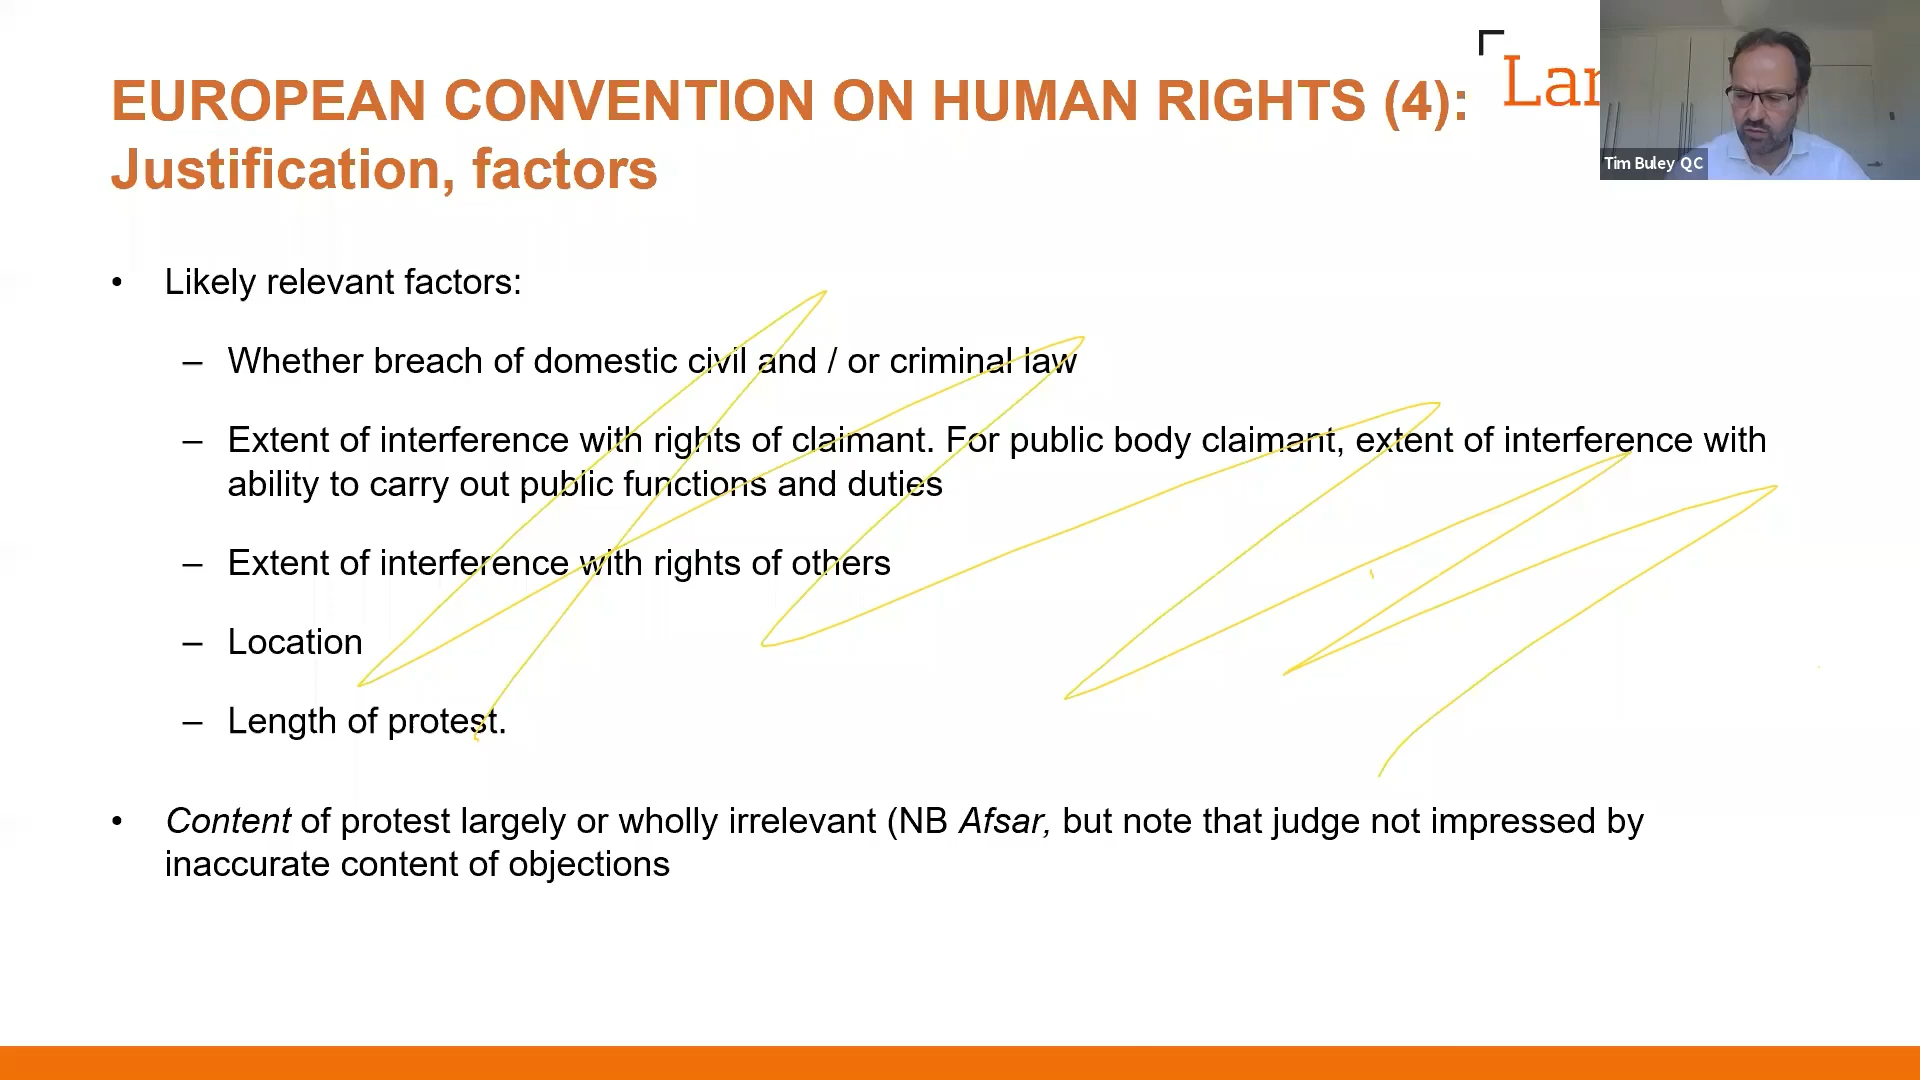 EUROPEAN CONVENTION ON HUMAN RIGHTS (4):
Justification, factors
Lar
Tim Buley QC
• Likely relevant factors:
– Whether breach of domestic civil and / or criminal law
– Extent of interference with rights of claimant. For public body claimant, extent of interference with
ability to carry out public functions and duties
– Extent of interference with rights of others
– Location
– Length of protest.
• Content of protest largely or wholly irrelevant (NB Afsar, but note that judge not impressed by
inaccurate content of objections